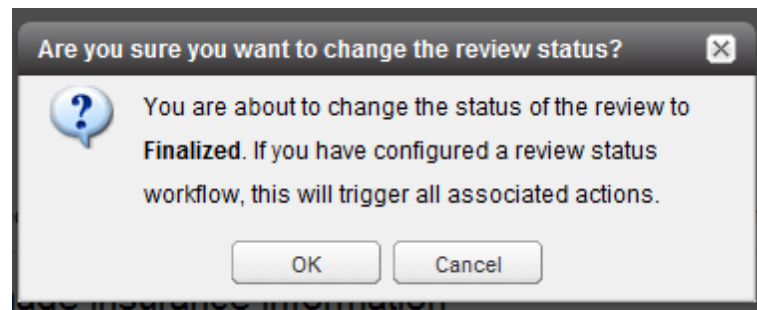 Are you sure you want to change the review status?
You are about to change the status of the review to
Finalized. If you have configured a review status
workflow, this will trigger all associated actions.
OK Cancel